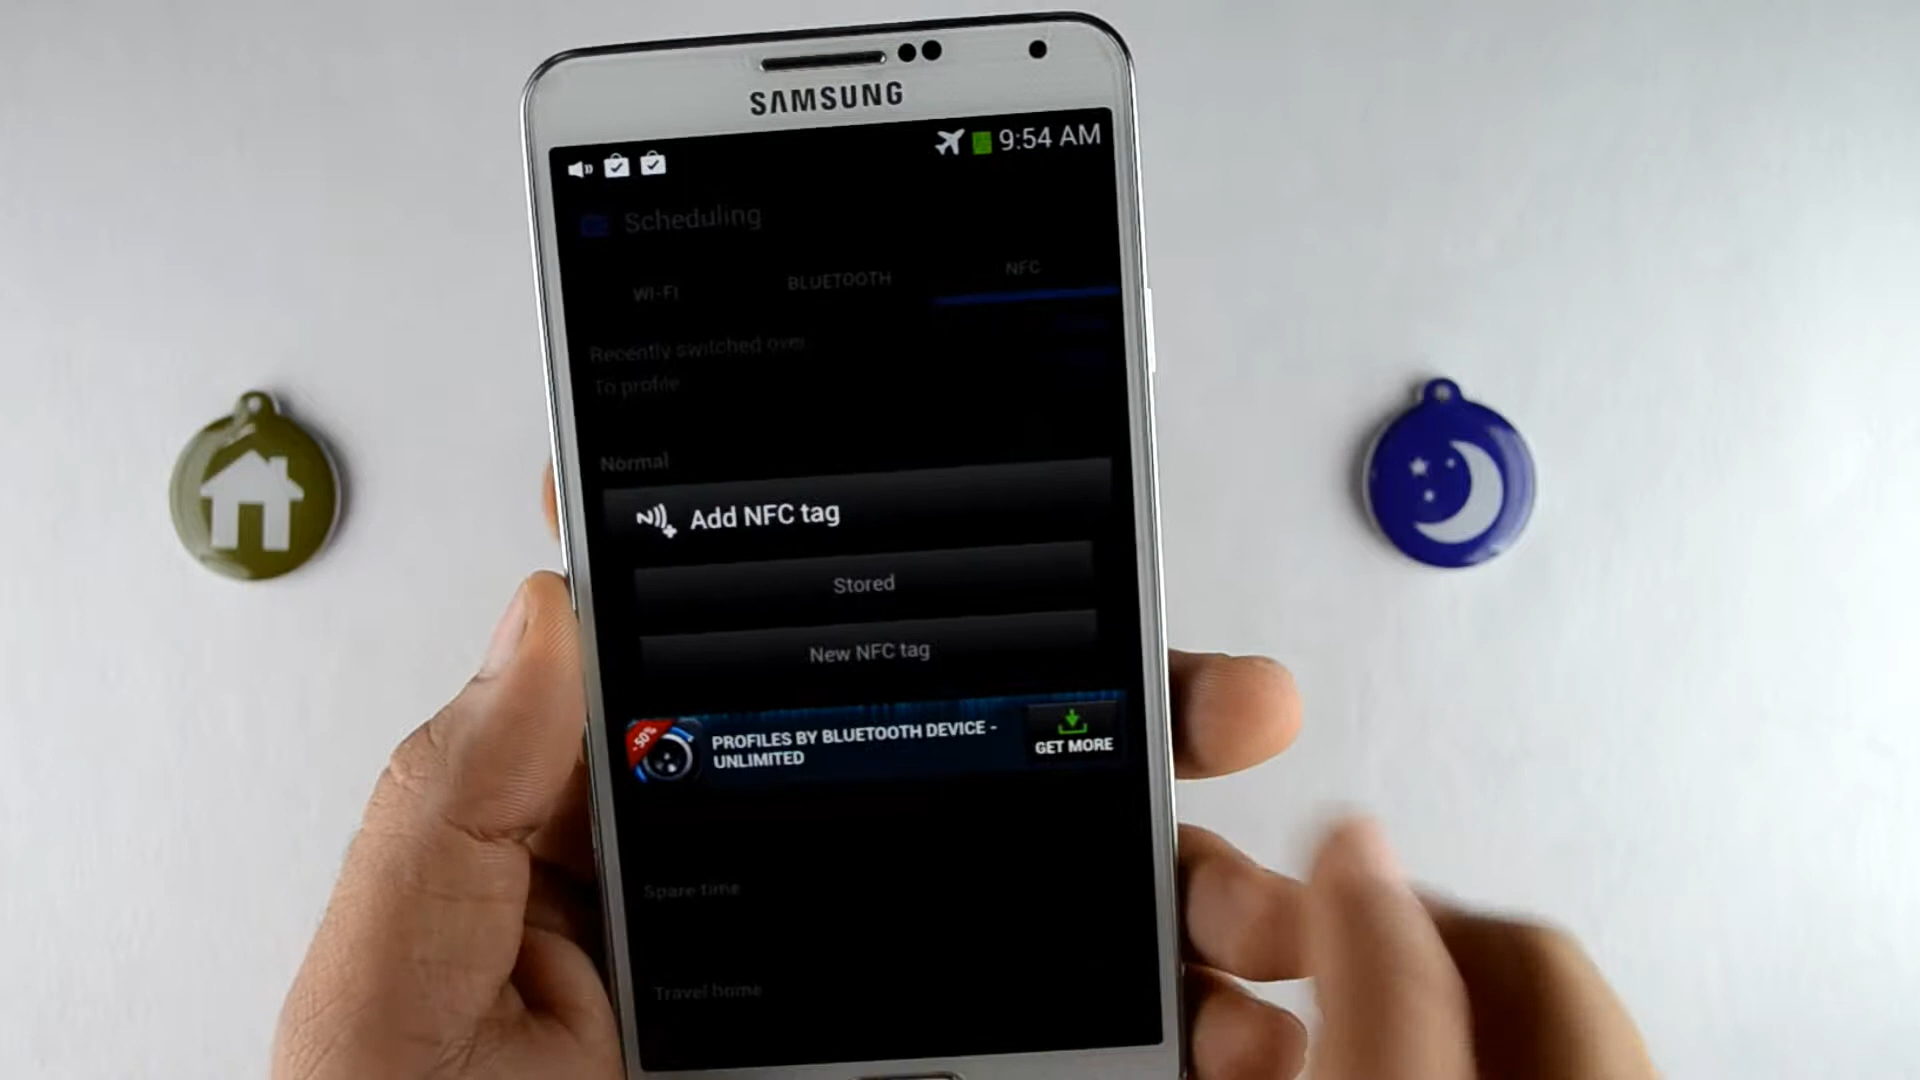 SAMSUNG
9:54 AM
Scheduling
WI-FI
BLUETOOTH
NFC
Recently switched over
To profile
Normal
Add NFC tag
Stored
New NFC tag
-50%
PROFILES BY BLUETOOTH DEVICE -
UNLIMITED
GET MORE
Spare time
Travel home